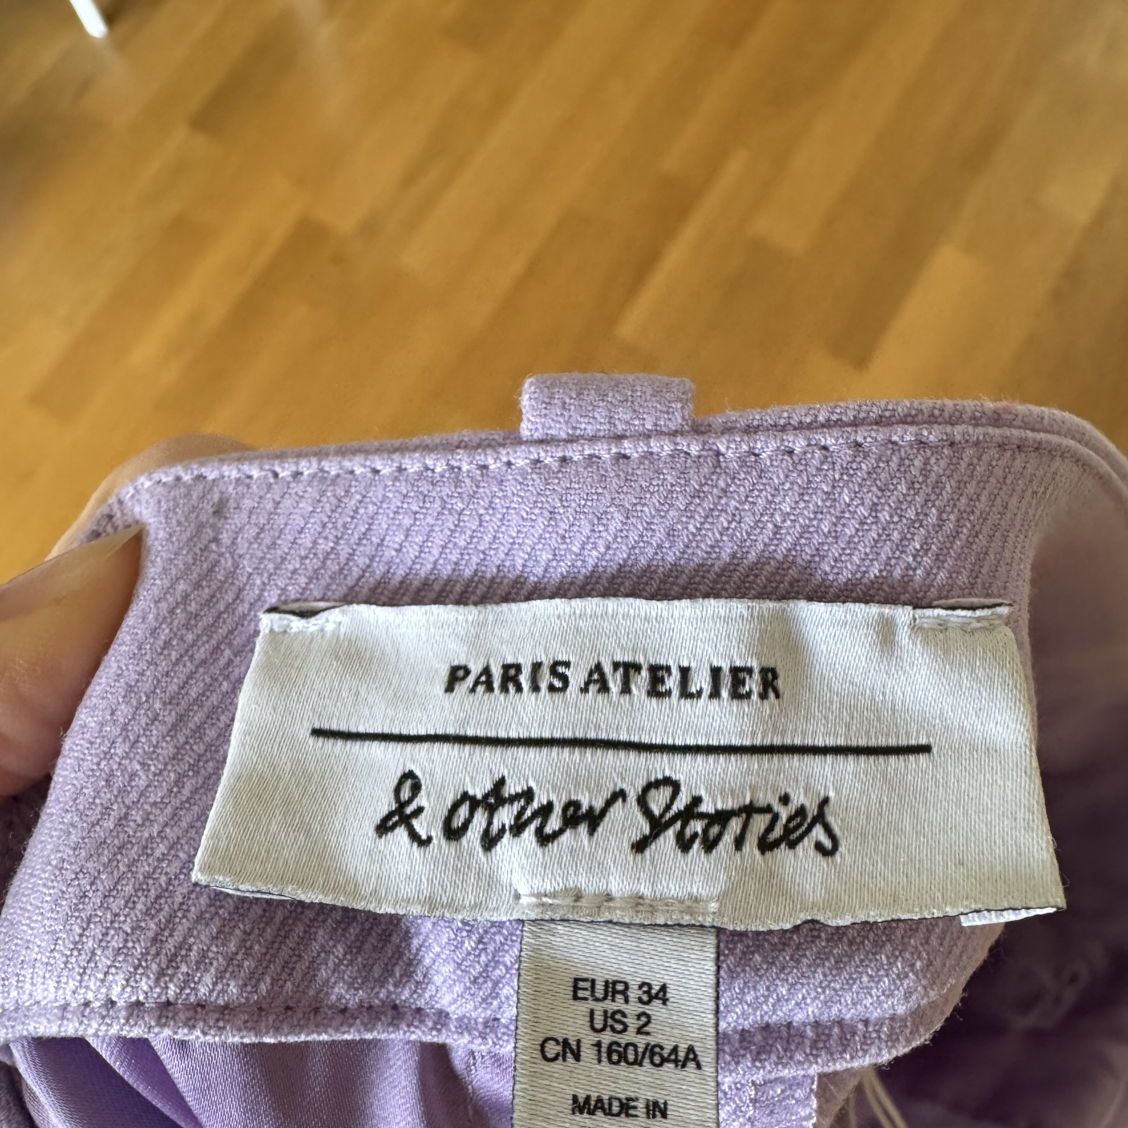 PARIS ATELIER
& other Stories
EUR 34
US 2
CN 160/64A
MADE IN